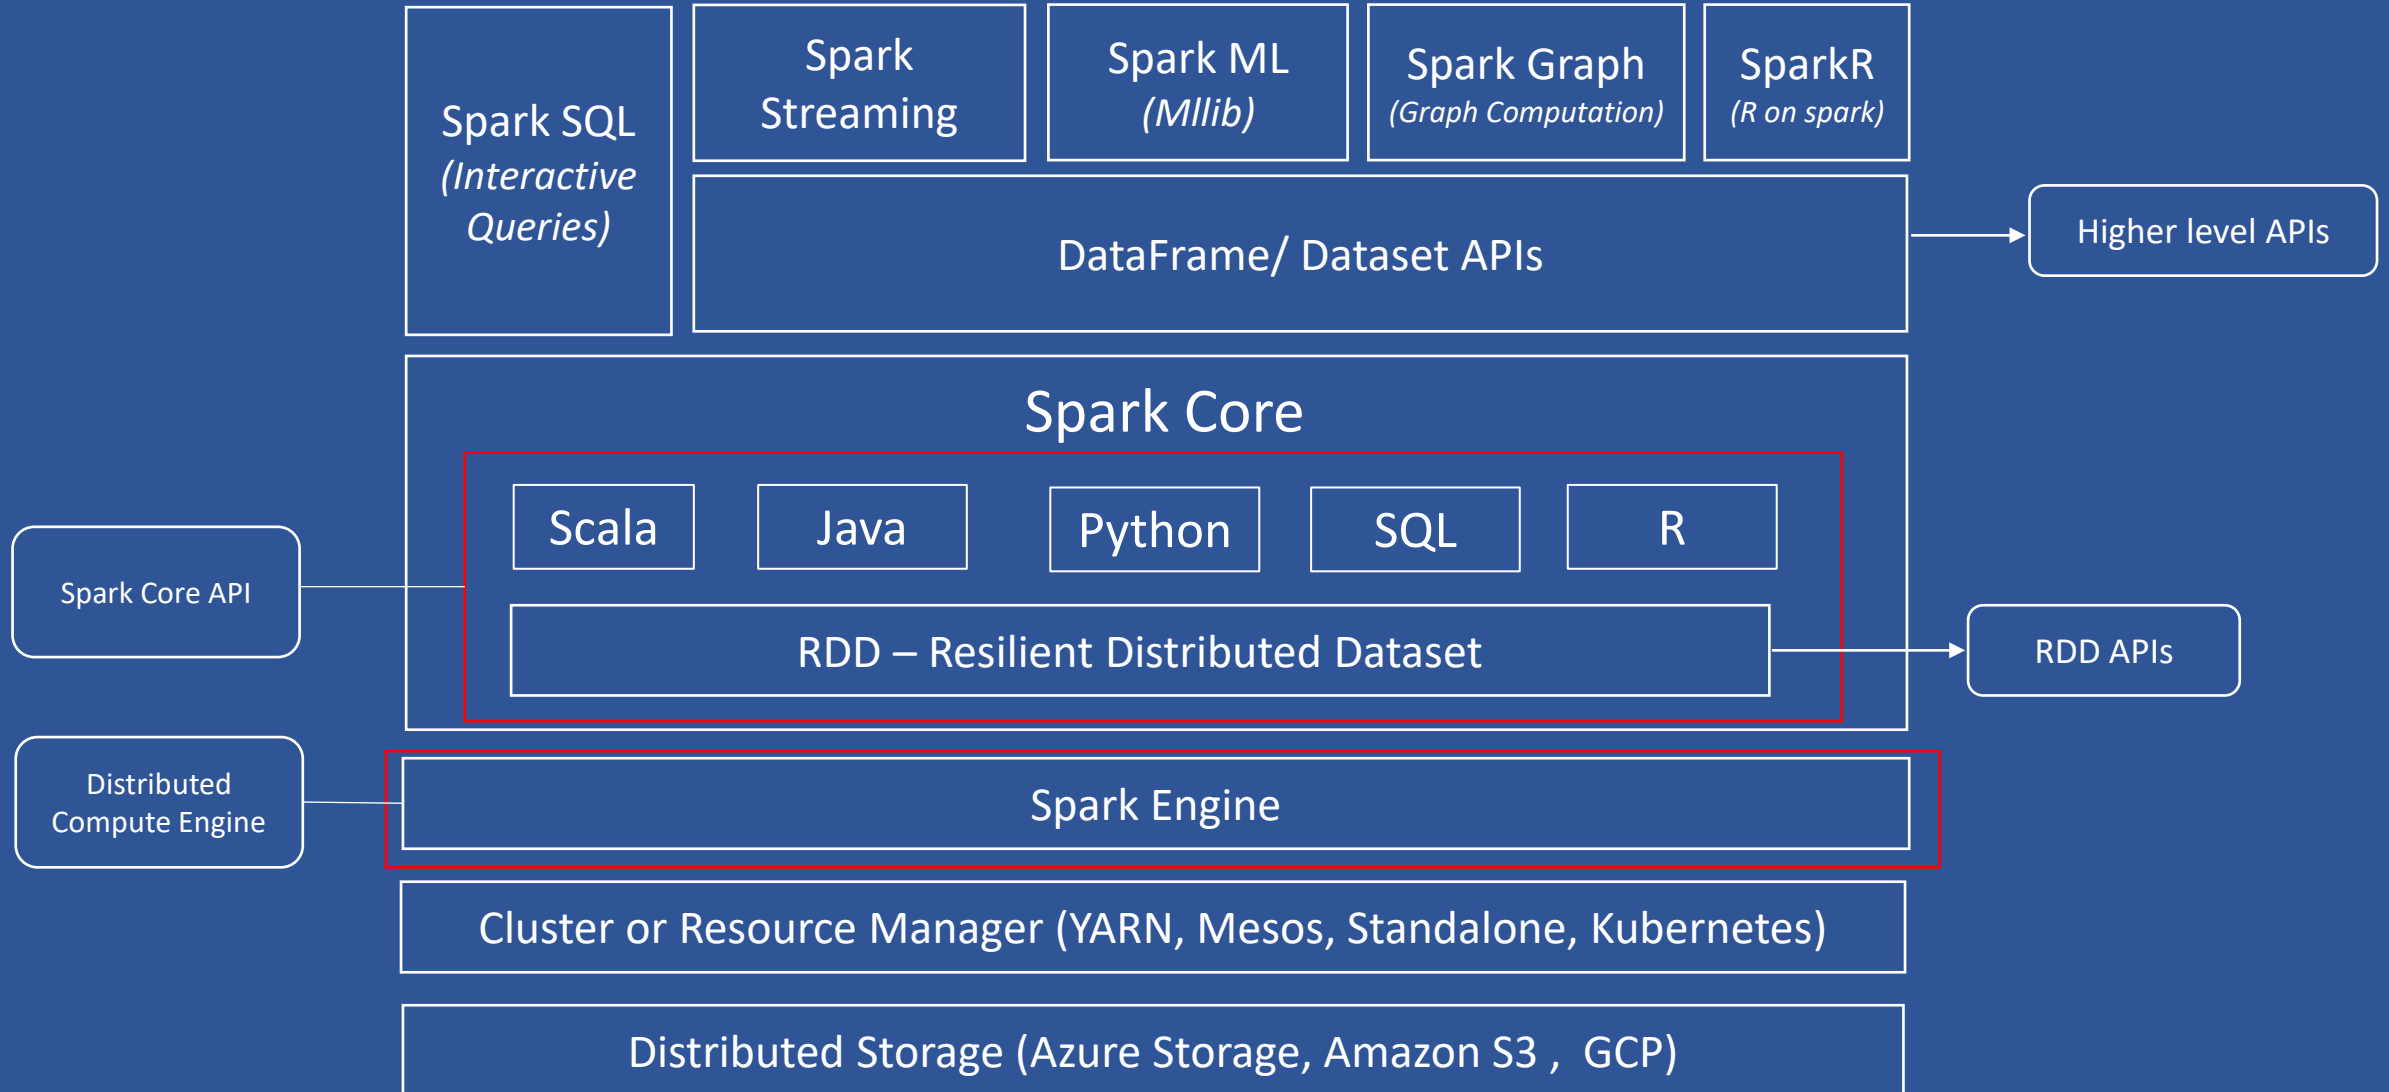 Spark SQL
(Interactive
Queries)
Spark
Streaming
Spark ML
(Mllib)
Spark Graph
(Graph Computation)
SparkR
(R on spark)
DataFrame/ Dataset APIs
Higher level APIs
Spark Core
Scala
Java
Python
SQL
R
Spark Core API
RDD – Resilient Distributed Dataset
RDD APIs
Distributed
Compute Engine
Spark Engine
Cluster or Resource Manager (YARN, Mesos, Standalone, Kubernetes)
Distributed Storage (Azure Storage, Amazon S3 , GCP)